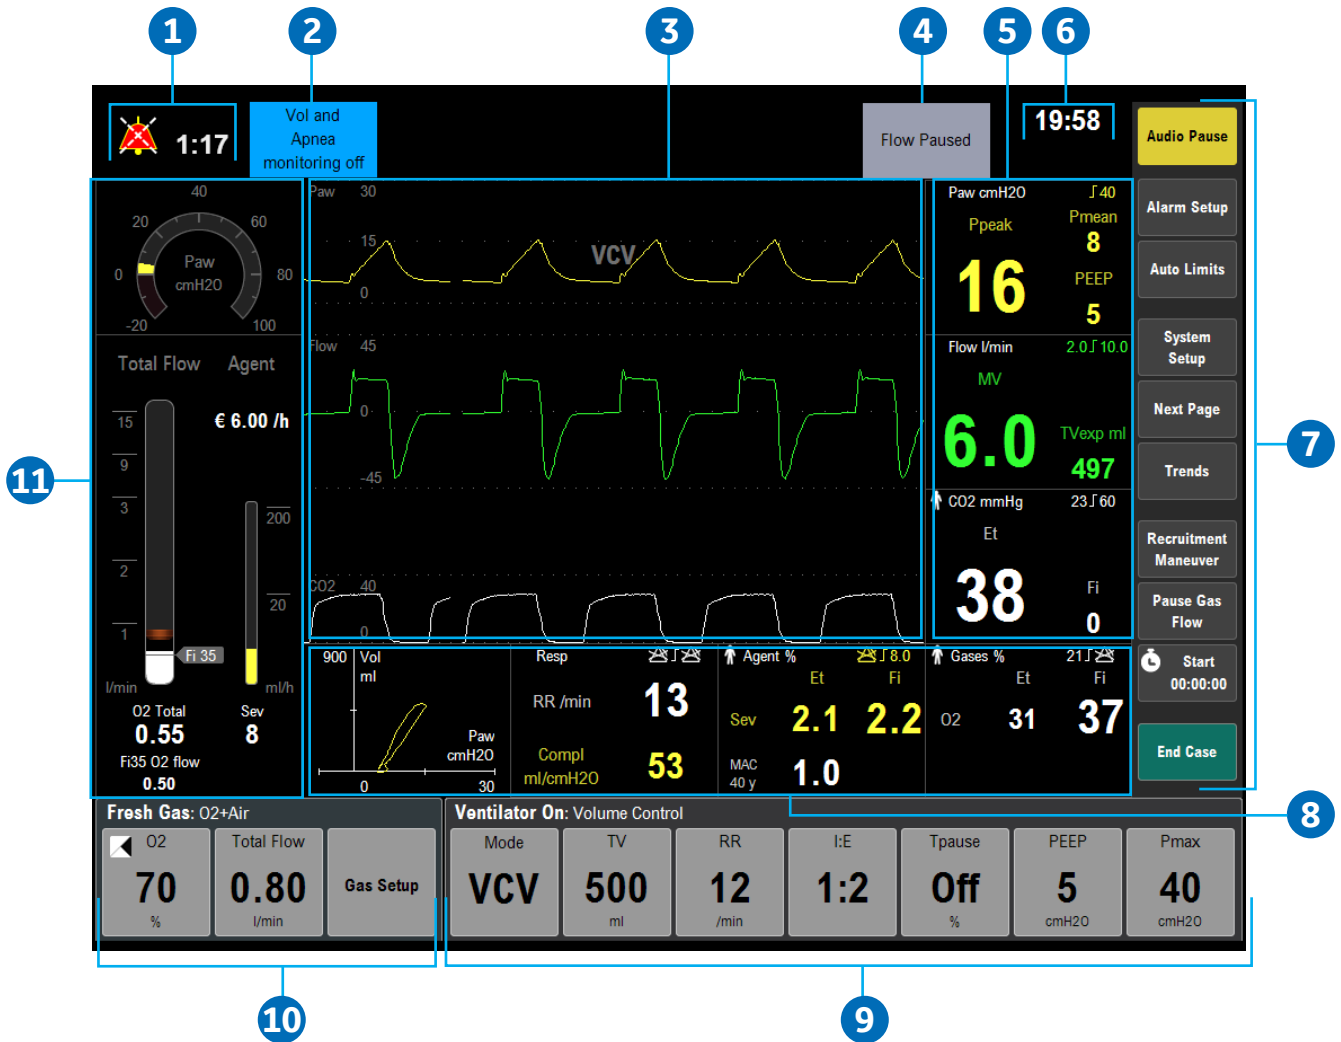 1
2
3
4
5
6
1:17
Vol and
Apnea
monitoring off
Flow Paused
19:58
Audio Pause
Alarm Setup
Auto Limits
System
Setup
Next Page
Trends
Recruitment
Maneuver
Pause Gas
Flow
Start
00:00:00
End Case
7
40
20
60
Paw
cmH2O
0
80
-20
100
Total Flow
Agent
€ 6.00 /h
15
9
3
2
1
l/min
Fi 35
200
20
ml/h
O2 Total
0.55
Sev
8
Fi35 O2 flow
0.50
11
Paw
30
15
0
VCV
Flow
45
0
-45
CO2
40
0
Paw cmH2O
40
Ppeak
16
Pmean
8
PEEP
5
Flow l/min
2.0 10.0
MV
6.0
TVexp ml
497
CO2 mmHg
23 60
Et
38
Fi
0
900
Vol
ml
Paw
cmH2O
0
30
Resp
RR /min
13
Compl
ml/cmH2O
53
Agent %
8.0
Et
Fi
Sev
2.1
2.2
MAC
40 y
1.0
Gases %
21
Et
Fi
O2
31
37
8
Fresh Gas: O2+Air
O2
70
%
Total Flow
0.80
l/min
Gas Setup
Ventilator On: Volume Control
Mode
VCV
TV
500
ml
RR
12
/min
I:E
1:2
Tpause
Off
%
PEEP
5
cmH2O
Pmax
40
cmH2O
10
9